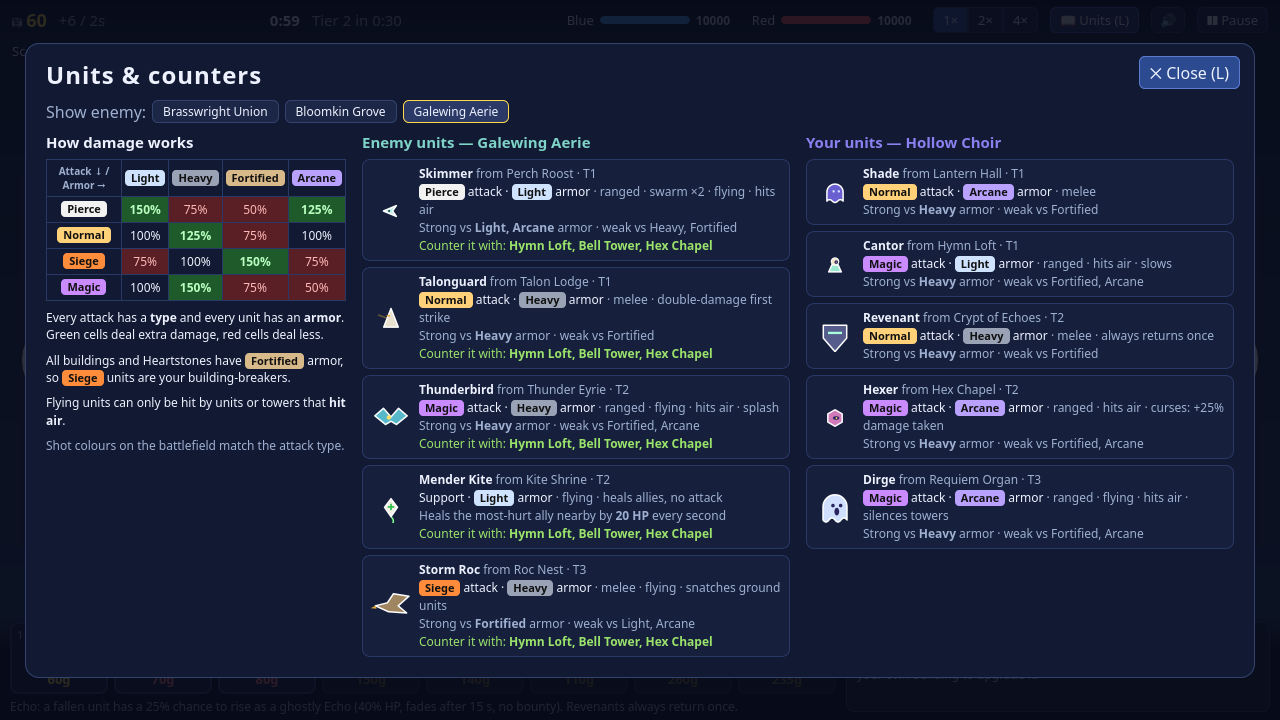 60 +6 / 2s 0:59 Tier 2 in 0:30 Blue 10000 Red 10000 1× 2× 4× Units (L) Pause
Units & counters
Close (L)
Show enemy: Brasswright Union Bloomkin Grove Galewing Aerie
How damage works
Attack ↓ / Armor → Light Heavy Fortified Arcane
Pierce 150% 75% 50% 125%
Normal 100% 125% 75% 100%
Siege 75% 100% 150% 75%
Magic 100% 150% 75% 50%
Every attack has a type and every unit has an armor.
Green cells deal extra damage, red cells deal less.
All buildings and Heartstones have Fortified armor,
so Siege units are your building-breakers.
Flying units can only be hit by units or towers that hit
air.
Shot colours on the battlefield match the attack type.
Enemy units — Galewing Aerie
Skimmer from Perch Roost · T1
Pierce attack · Light armor · ranged · swarm ×2 · flying · hits
air
Strong vs Light, Arcane armor · weak vs Heavy, Fortified
Counter it with: Hymn Loft, Bell Tower, Hex Chapel
Talonguard from Talon Lodge · T1
Normal attack · Heavy armor · melee · double-damage first
strike
Strong vs Heavy armor · weak vs Fortified
Counter it with: Hymn Loft, Bell Tower, Hex Chapel
Thunderbird from Thunder Eyrie · T2
Magic attack · Heavy armor · ranged · flying · hits air · splash
Strong vs Heavy armor · weak vs Fortified, Arcane
Counter it with: Hymn Loft, Bell Tower, Hex Chapel
Mender Kite from Kite Shrine · T2
Support · Light armor · flying · heals allies, no attack
Heals the most-hurt ally nearby by 20 HP every second
Counter it with: Hymn Loft, Bell Tower, Hex Chapel
Storm Roc from Roc Nest · T3
Siege attack · Heavy armor · melee · flying · snatches ground
units
Strong vs Fortified armor · weak vs Light, Arcane
Counter it with: Hymn Loft, Bell Tower, Hex Chapel
Your units — Hollow Choir
Shade from Lantern Hall · T1
Normal attack · Arcane armor · melee
Strong vs Heavy armor · weak vs Fortified
Cantor from Hymn Loft · T1
Magic attack · Light armor · ranged · hits air · slows
Strong vs Heavy armor · weak vs Fortified, Arcane
Revenant from Crypt of Echoes · T2
Normal attack · Heavy armor · melee · always returns once
Strong vs Heavy armor · weak vs Fortified
Hexer from Hex Chapel · T2
Magic attack · Arcane armor · ranged · hits air · curses: +25%
damage taken
Strong vs Heavy armor · weak vs Fortified, Arcane
Dirge from Requiem Organ · T3
Magic attack · Arcane armor · ranged · flying · hits air ·
silences towers
Strong vs Heavy armor · weak vs Fortified, Arcane
60g 70g 80g 150g 140g 110g 260g 235g
Echo: a fallen unit has a 25% chance to rise as a ghostly Echo (40% HP, fades after 15 s, no bounty). Revenants always return once.